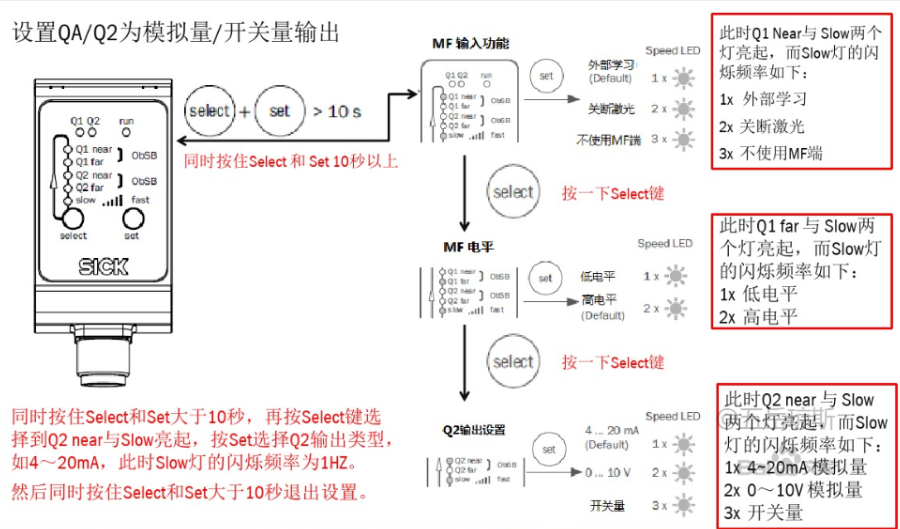 设置QA/Q2为模拟量/开关量输出
select + set > 10 s
同时按住Select 和 Set 10秒以上
Q1 Q2 run
Q1 near
Q1 far
ObSB
Q2 near
Q2 far
ObSB
slow fast
select set
SICK
同时按住Select和Set大于10秒，再按Select键选
择到Q2 near与Slow亮起，按Set选择Q2输出类型，
如4～20mA，此时Slow灯的闪烁频率为1HZ。
然后同时按住Select和Set大于10秒退出设置。
MF 输入功能
Q1 Q2 run
Q1 near
Q1 far
ObSB
Q2 near
Q2 far
ObSB
slow fast
set
Speed LED
外部学习
(Default)
1 x
关断激光
2 x
不使用MF端
3 x
select
按一下Select键
MF 电平
Q1 near
Q1 far
ObSB
Q2 near
Q2 far
ObSB
slow fast
set
Speed LED
低电平
1 x
高电平
(Default)
2 x
select
按一下Select键
Q2输出设置
Q2 near
Q2 far
ObSB
slow fast
set
Speed LED
4 ... 20 mA
(Default)
1 x
0 ... 10 V
2 x
开关量
3 x
此时Q1 Near与 Slow两个
灯亮起，而Slow灯的闪
烁频率如下：
1x 外部学习
2x 关断激光
3x 不使用MF端
此时Q1 far 与 Slow两
个灯亮起，而Slow灯
的闪烁频率如下：
1x 低电平
2x 高电平
此时Q2 near 与 Slow
两个灯亮起，而Slow
灯的闪烁频率如下：
1x 4~20mA 模拟量
2x 0～10V 模拟量
3x 开关量